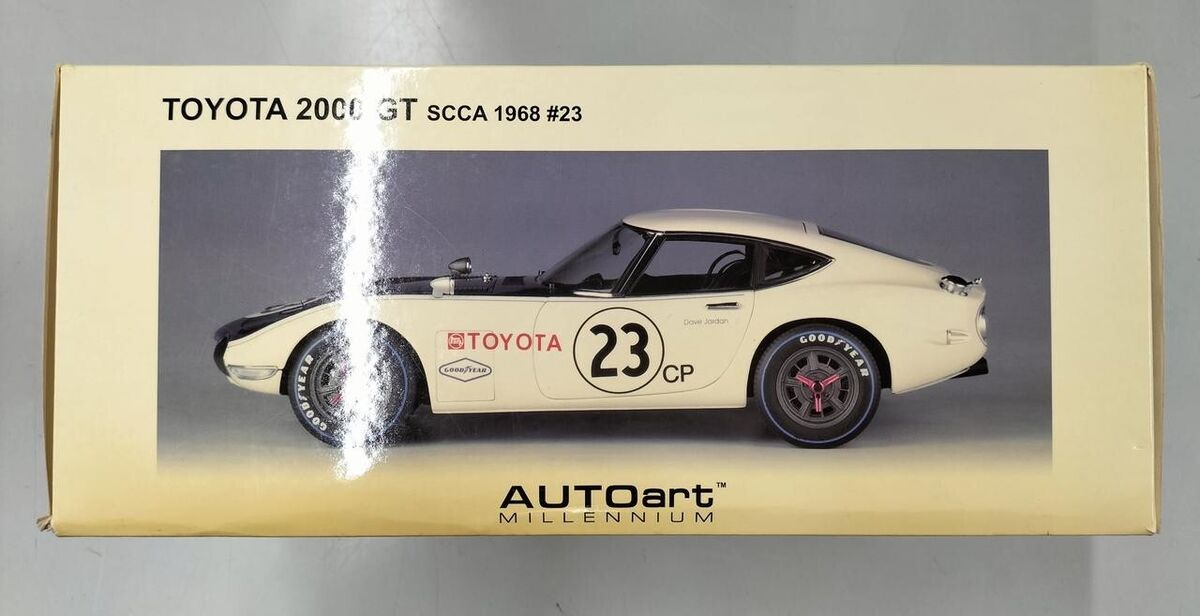 TOYOTA 2000 GT SCCA 1968 #23
Dave Jordan
TOYOTA
GOODYEAR
23
CP
GOODYEAR
GOODYEAR
AUTOart™
MILLENNIUM